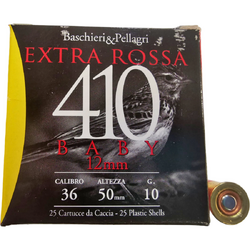 Baschieri&Pellagri
EXTRA ROSSA
410
BABY
12mm
CALIBRO ALTEZZA G.
36 50mm 10
25 Cartucce da Caccia - 25 Plastic Shells